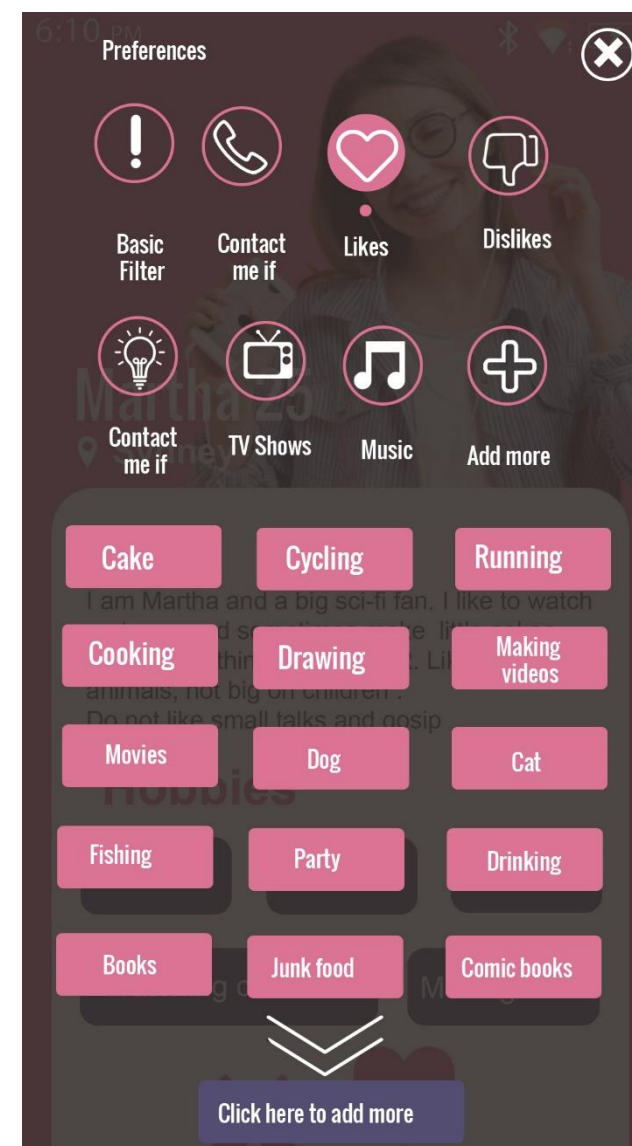 6:10 PM
Preferences
Basic
Filter
Contact
me if
Likes
Dislikes
Martha 25
Sydney
Contact
me if
TV Shows
Music
Add more
Cake
Cycling
Running
I am Martha and a big sci-fi fan. I like to watch
Cooking
Drawing
Making
videos
animals, not big on children .
Do not like small talks and gosip
Movies
Dog
Cat
Hobbies
Fishing
Party
Drinking
Books
Junk food
Comic books
Click here to add more